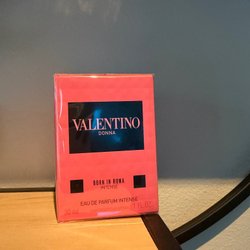 VALENTINO
DONNA
BORN IN ROMA
INTENSE
EAU DE PARFUM INTENSE